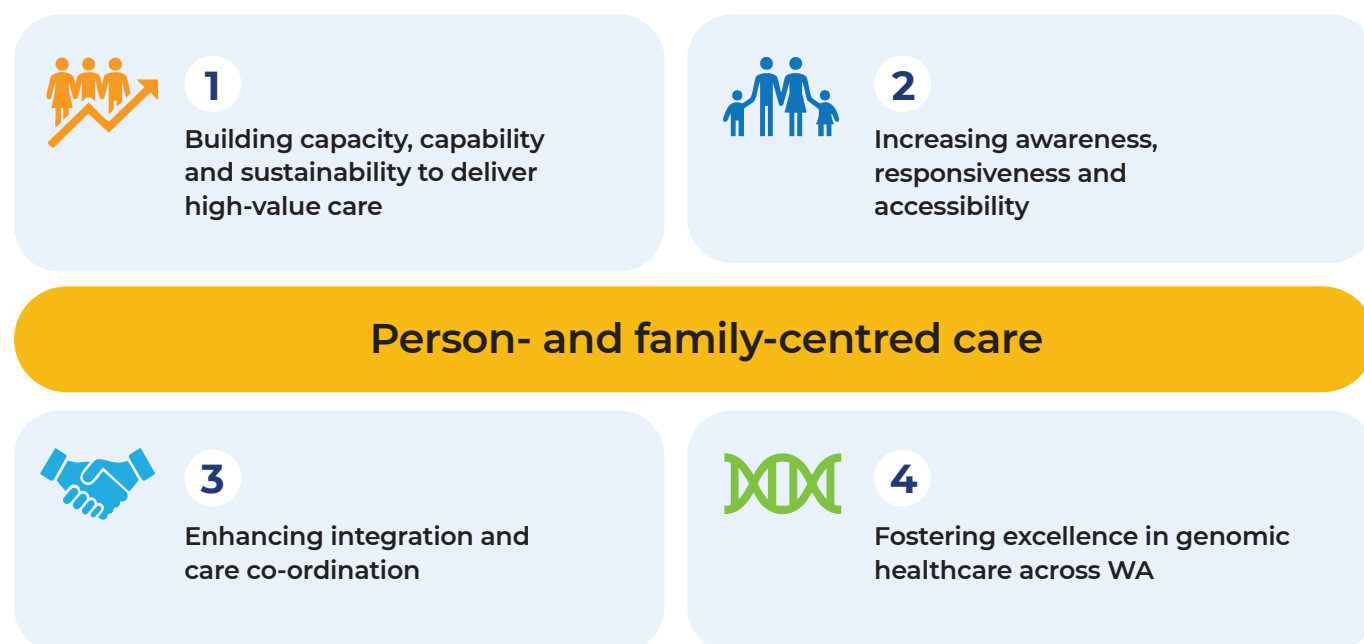 1
Building capacity, capability
and sustainability to deliver
high-value care
2
Increasing awareness,
responsiveness and
accessibility
Person- and family-centred care
3
Enhancing integration and
care co-ordination
4
Fostering excellence in genomic
healthcare across WA